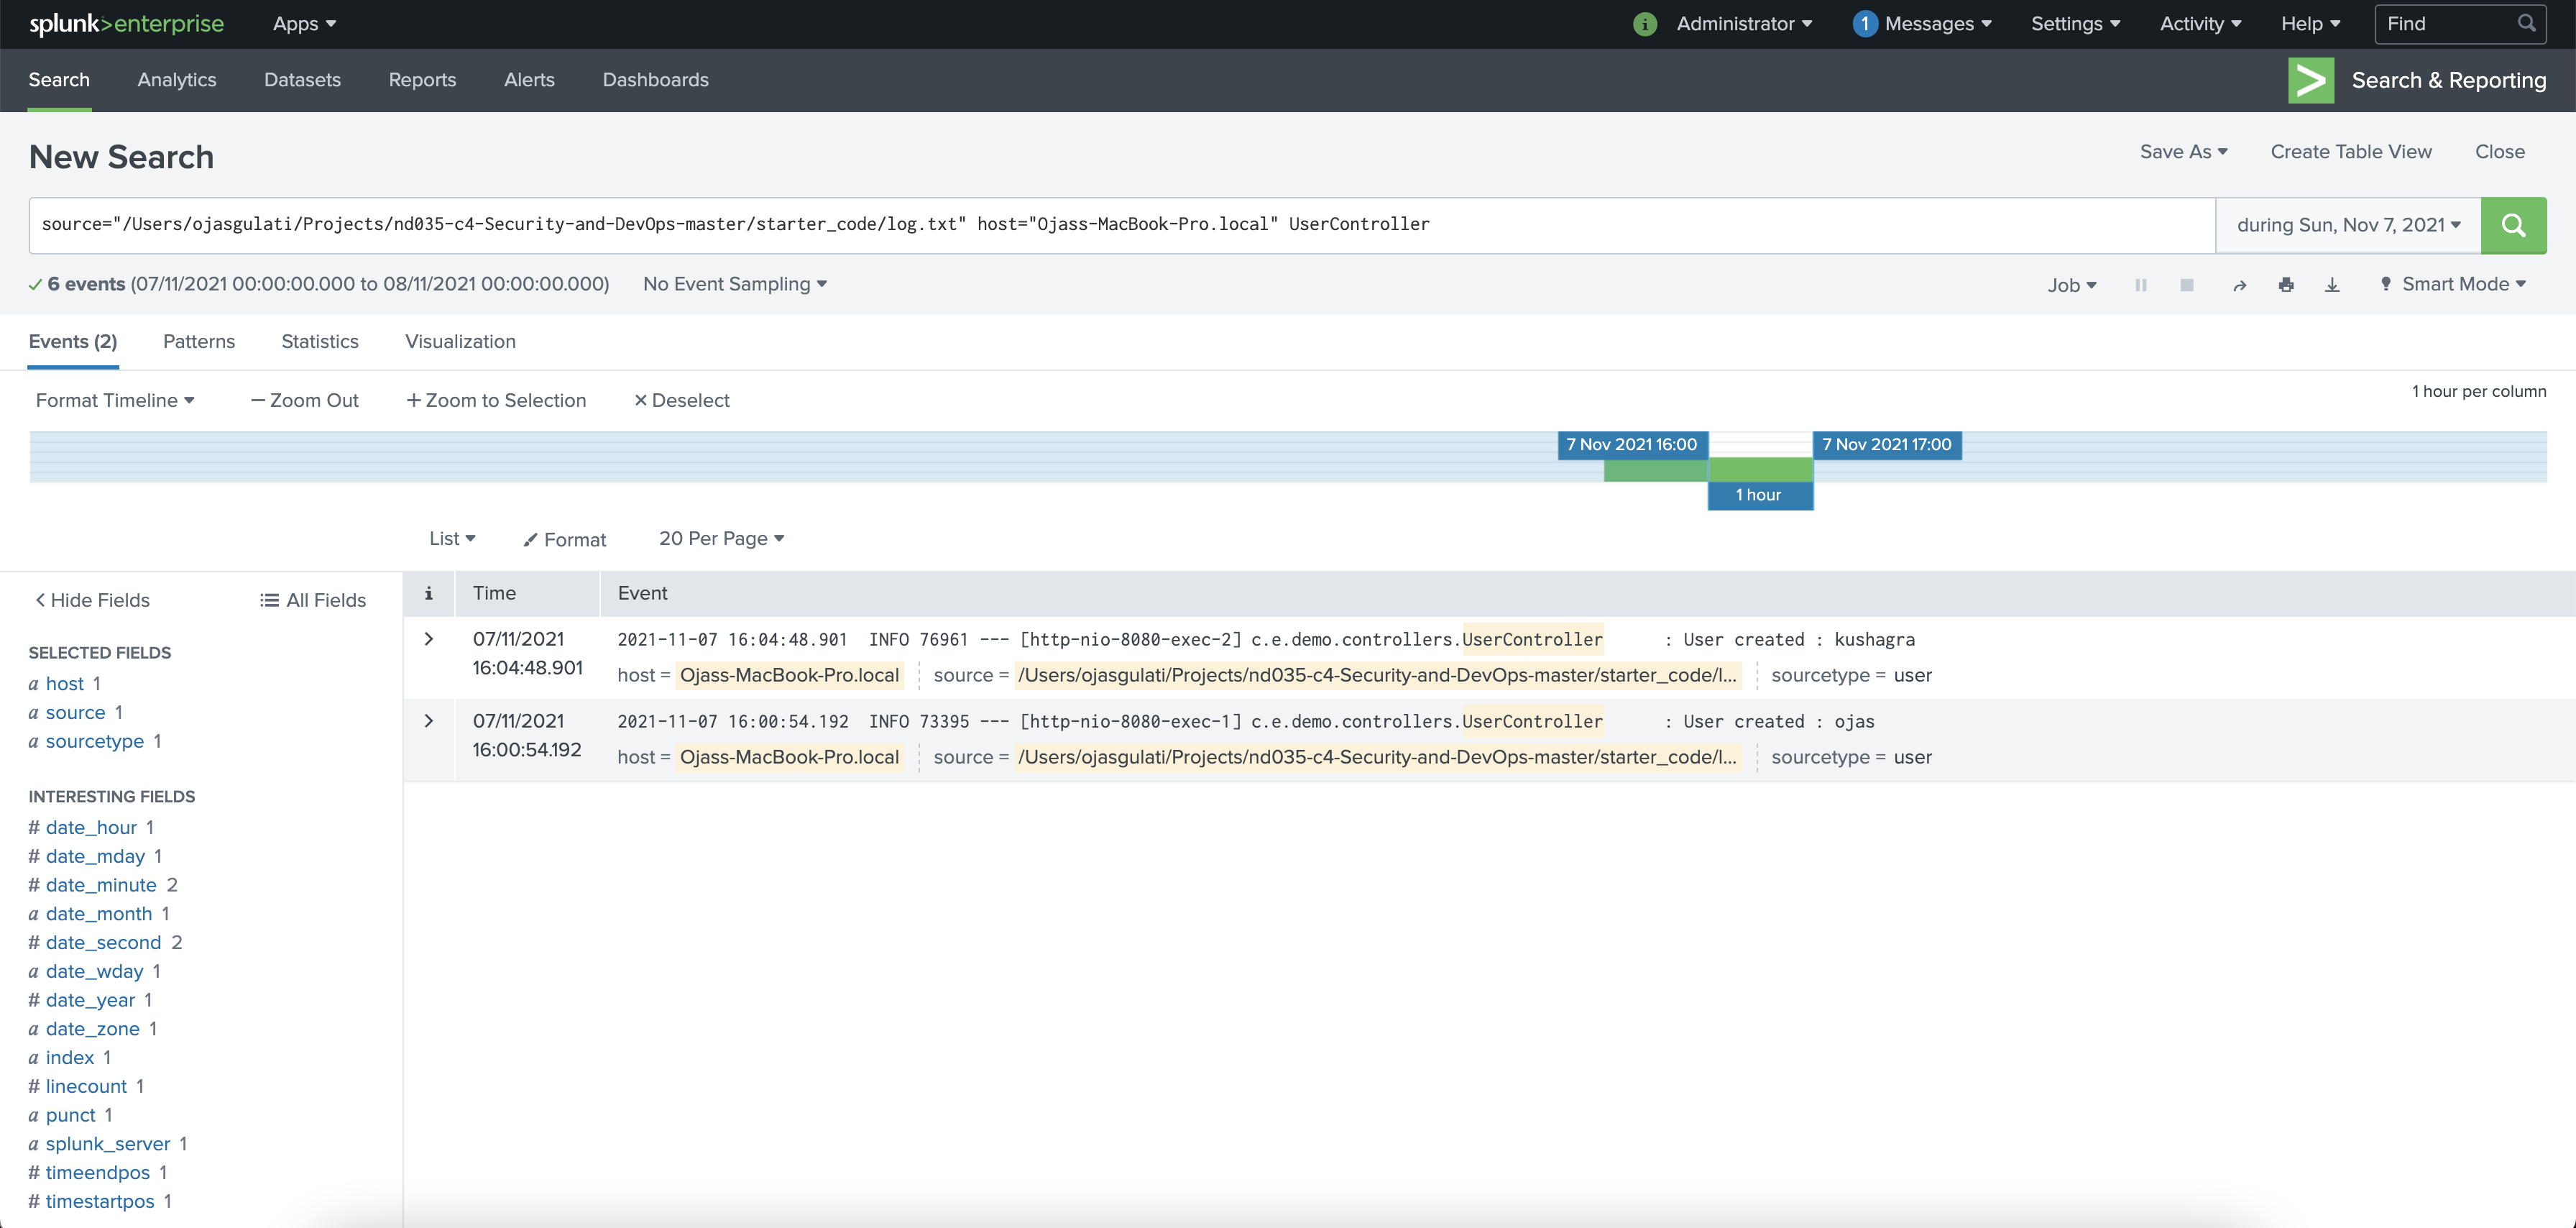 splunk>enterprise Apps i Administrator 1 Messages Settings Activity Help Find
Search Analytics Datasets Reports Alerts Dashboards > Search & Reporting
New Search Save As Create Table View Close
source="/Users/ojasgulati/Projects/nd035-c4-Security-and-DevOps-master/starter_code/log.txt" host="Ojass-MacBook-Pro.local" UserController during Sun, Nov 7, 2021
6 events (07/11/2021 00:00:00.000 to 08/11/2021 00:00:00.000) No Event Sampling Job Smart Mode
Events (2) Patterns Statistics Visualization
Format Timeline — Zoom Out + Zoom to Selection × Deselect 1 hour per column
7 Nov 2021 16:00 7 Nov 2021 17:00
1 hour
List Format 20 Per Page
< Hide Fields All Fields
SELECTED FIELDS
a host 1
a source 1
a sourcetype 1
INTERESTING FIELDS
# date_hour 1
# date_mday 1
# date_minute 2
a date_month 1
# date_second 2
a date_wday 1
# date_year 1
a date_zone 1
a index 1
# linecount 1
a punct 1
a splunk_server 1
# timeendpos 1
# timestartpos 1
i Time Event
> 07/11/2021 2021-11-07 16:04:48.901 INFO 76961 --- [http-nio-8080-exec-2] c.e.demo.controllers.UserController : User created : kushagra
16:04:48.901 host = Ojass-MacBook-Pro.local source = /Users/ojasgulati/Projects/nd035-c4-Security-and-DevOps-master/starter_code/l... sourcetype = user
> 07/11/2021 2021-11-07 16:00:54.192 INFO 73395 --- [http-nio-8080-exec-1] c.e.demo.controllers.UserController : User created : ojas
16:00:54.192 host = Ojass-MacBook-Pro.local source = /Users/ojasgulati/Projects/nd035-c4-Security-and-DevOps-master/starter_code/l... sourcetype = user